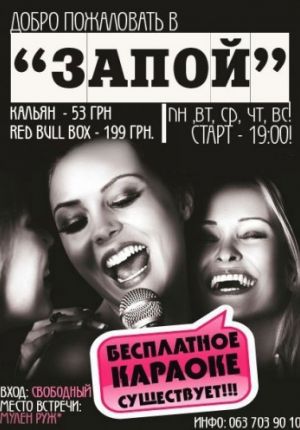 ДОБРО ПОЖАЛОВАТЬ В
“ЗАПОЙ”
КАЛЬЯН - 53 ГРН
RED BULL BOX - 199 ГРН.
ПН ,ВТ, СР, ЧТ, ВС!
СТАРТ - 19:00!
БЕСПЛАТНОЕ
КАРАОКЕ
СУЩЕСТВУЕТ!!!
ВХОД: СВОБОДНЫЙ
МЕСТО ВСТРЕЧИ:
МУЛЕН РУЖ*
ИНФО: 063 703 90 10